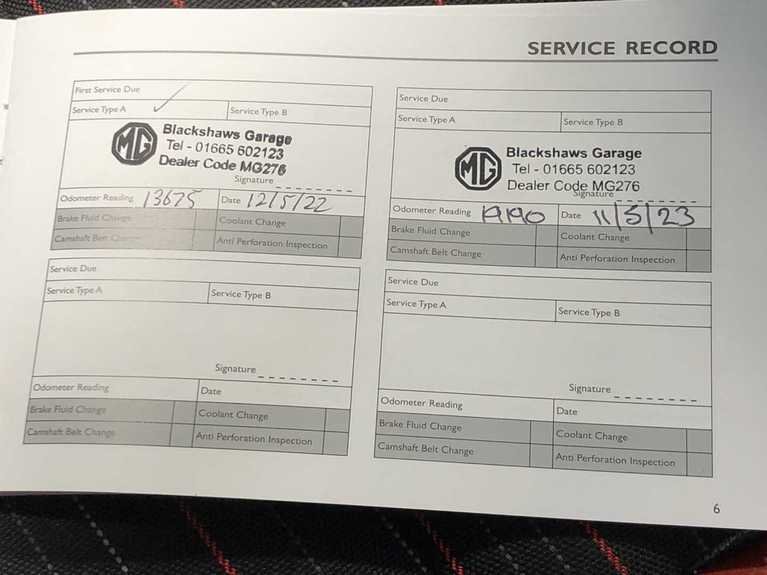 SERVICE RECORD
First Service Due
Service Type A ✓ Service Type B
MG
Blackshaws Garage
Tel - 01665 602123
Dealer Code MG276
Signature
Odometer Reading 13675 Date 12/5/22
Brake Fluid Change Coolant Change
Camshaft Belt Change Anti Perforation Inspection
Service Due
Service Type A Service Type B
MG
Blackshaws Garage
Tel - 01665 602123
Dealer Code MG276
Signature
Odometer Reading Date 11/5/23
Brake Fluid Change Coolant Change
Camshaft Belt Change Anti Perforation Inspection
Service Due
Service Type A Service Type B
Signature
Odometer Reading Date
Brake Fluid Change Coolant Change
Camshaft Belt Change Anti Perforation Inspection
Service Due
Service Type A Service Type B
Signature
Odometer Reading Date
Brake Fluid Change Coolant Change
Camshaft Belt Change Anti Perforation Inspection
6